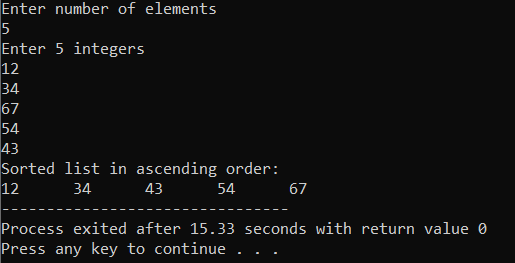 Enter number of elements
5
Enter 5 integers
12
34
67
54
43
Sorted list in ascending order:
12      34      43      54      67
--------------------------------
Process exited after 15.33 seconds with return value 0
Press any key to continue . . .